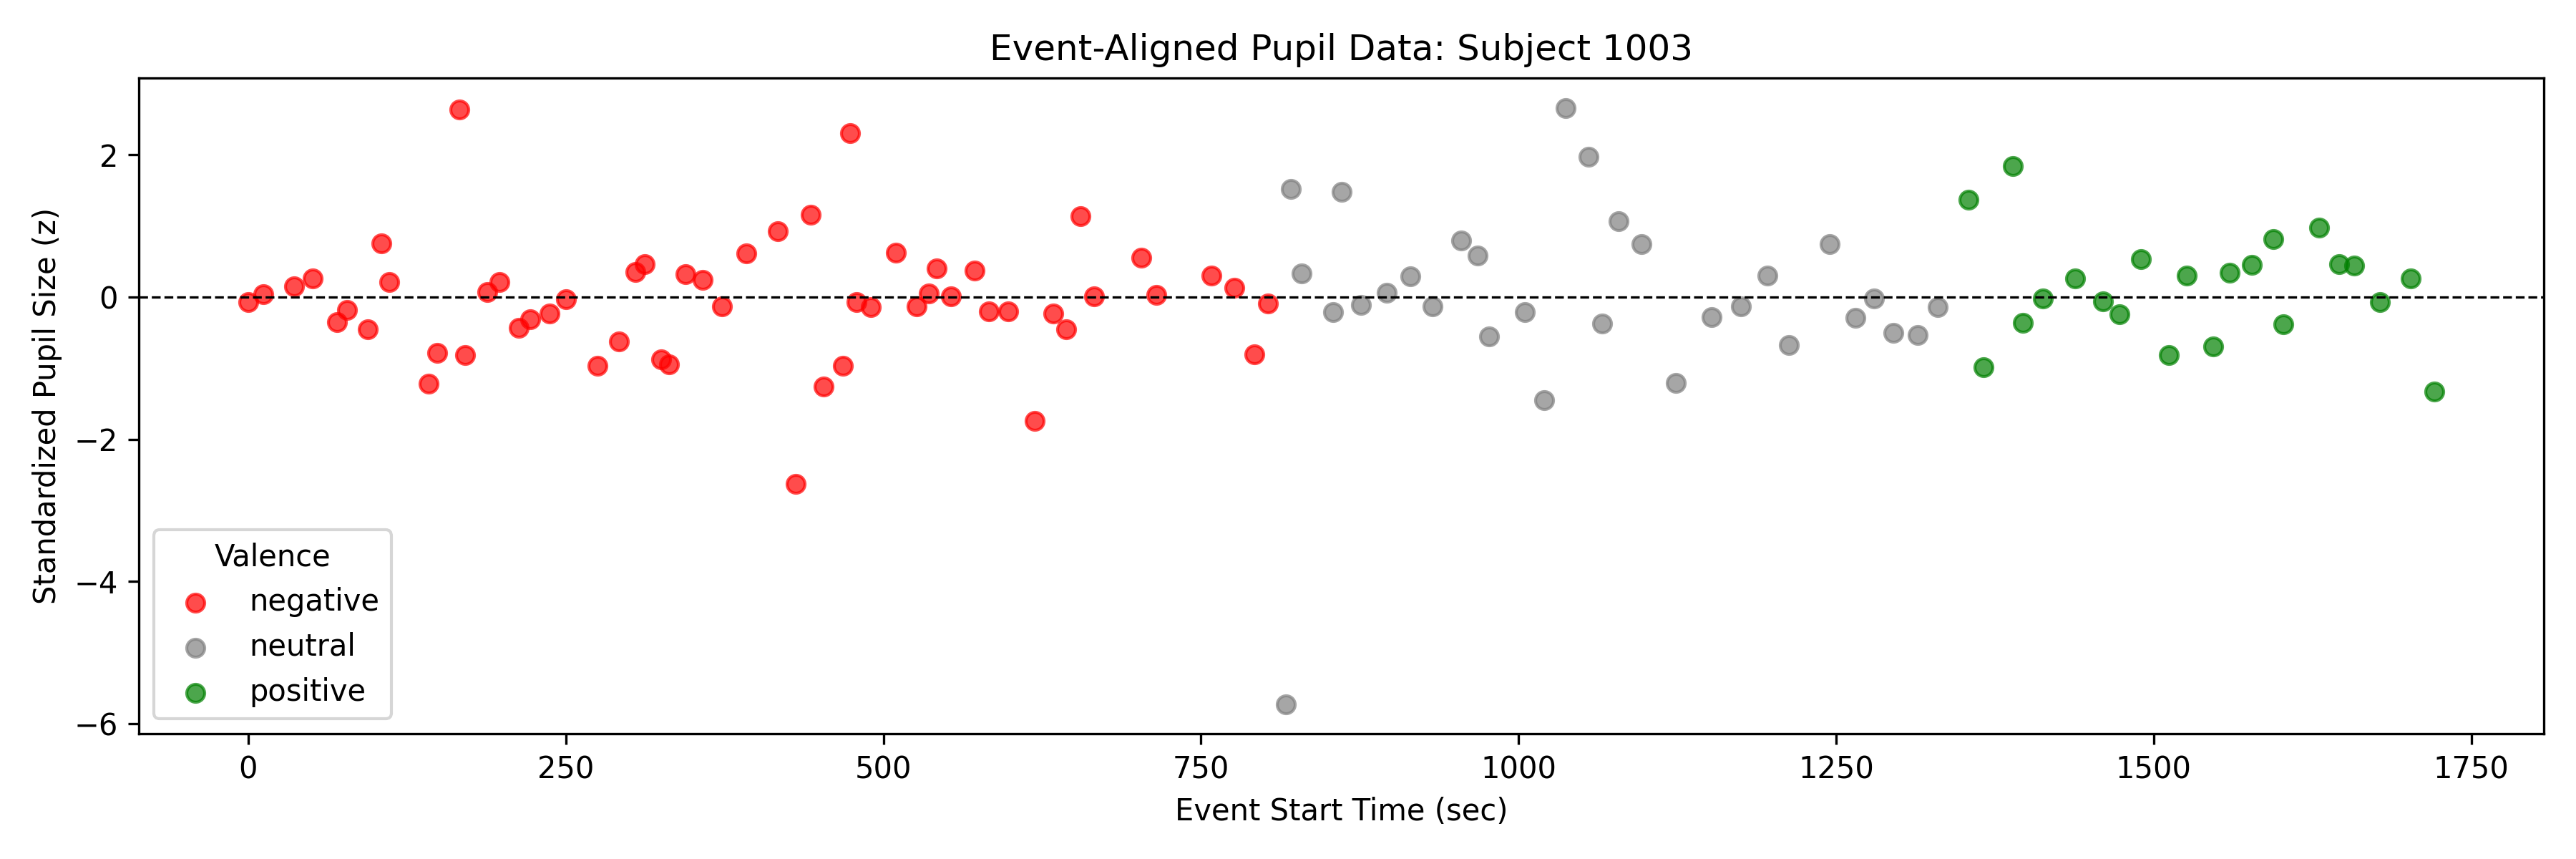 Event-Aligned Pupil Data: Subject 1003
Standardized Pupil Size (z)
2
0
−2
−4
−6
Valence
negative
neutral
positive
0 250 500 750 1000 1250 1500 1750
Event Start Time (sec)